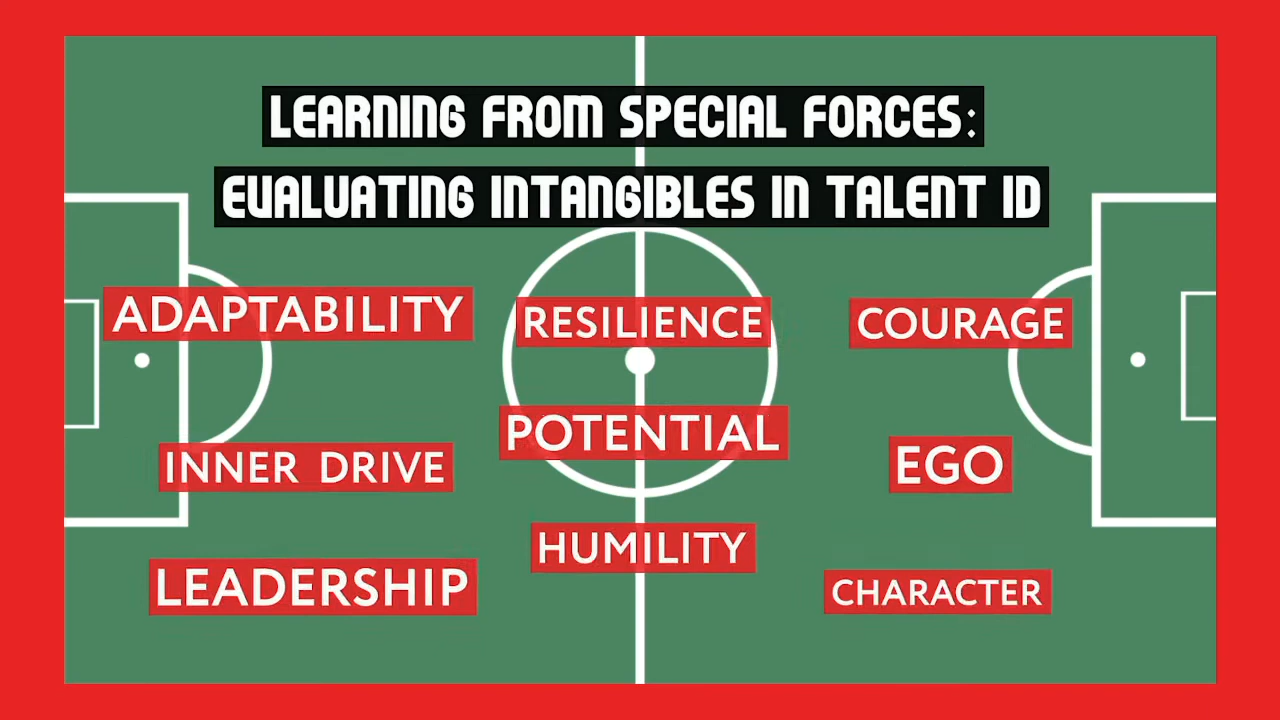 LEARNING FROM SPECIAL FORCES:
EVALUATING INTANGIBLES IN TALENT ID
ADAPTABILITY
RESILIENCE
COURAGE
INNER DRIVE
POTENTIAL
EGO
LEADERSHIP
HUMILITY
CHARACTER